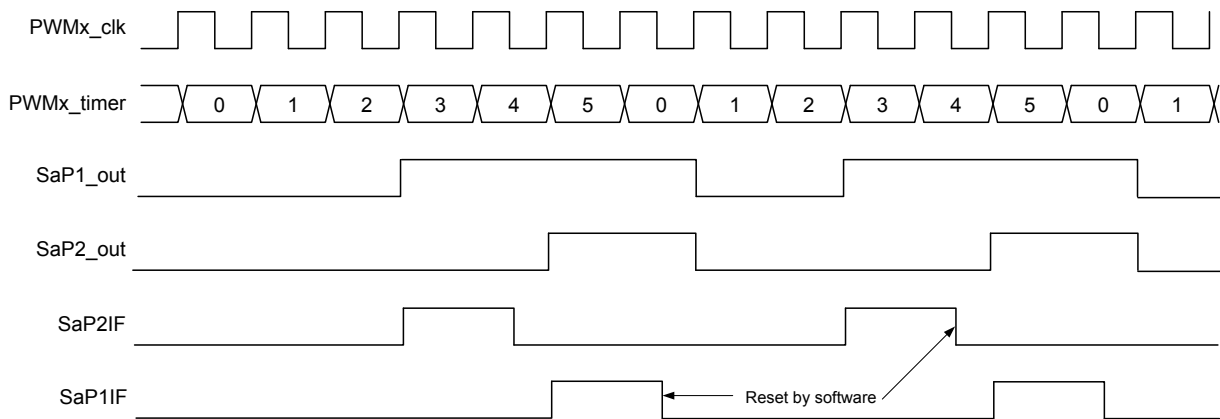 PWMx_clk
PWMx_timer 0 1 2 3 4 5 0 1 2 3 4 5 0 1
SaP1_out
SaP2_out
SaP2IF
SaP1IF Reset by software